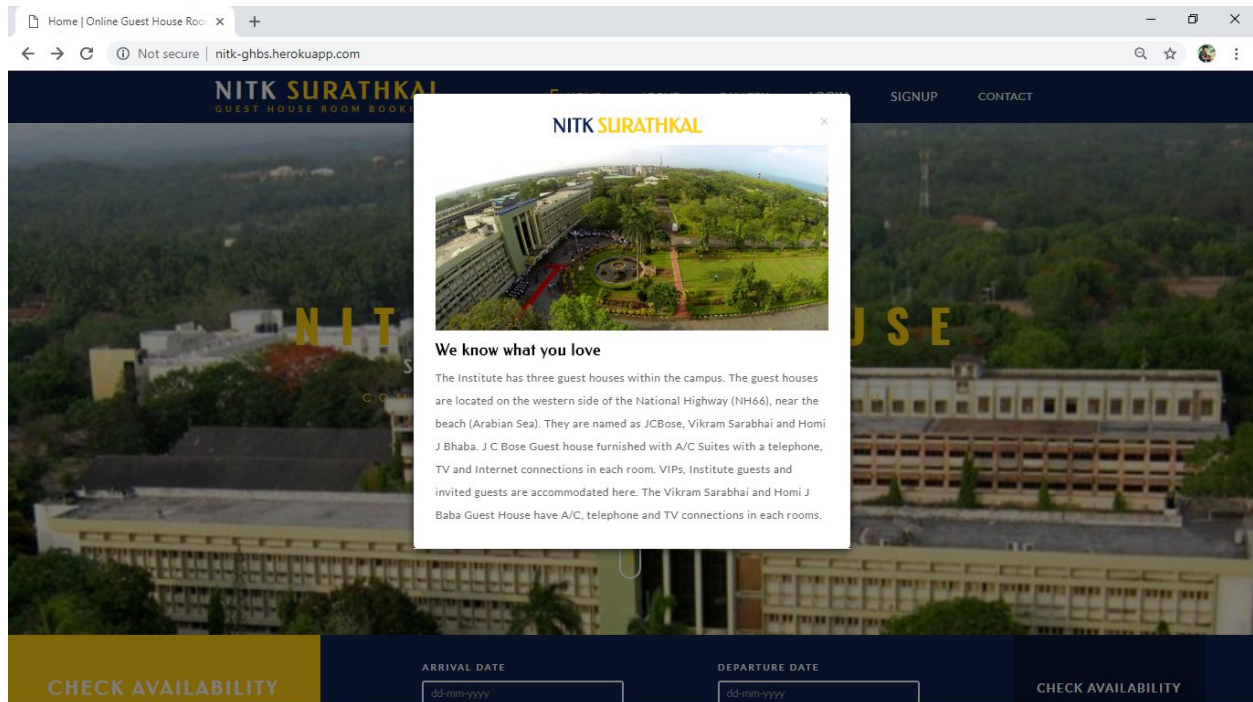 Home | Online Guest House Roo
Not secure | nitk-ghbs.herokuapp.com
NITK SURATHKAL
GUEST HOUSE ROOM BOOKI
SIGNUP
CONTACT
NITK SURATHKAL
×
We know what you love
The Institute has three guest houses within the campus. The guest houses
are located on the western side of the National Highway (NH66), near the
beach (Arabian Sea). They are named as JCBose, Vikram Sarabhai and Homi
J Bhaba. J C Bose Guest house furnished with A/C Suites with a telephone,
TV and Internet connections in each room. VIPs, Institute guests and
invited guests are accommodated here. The Vikram Sarabhai and Homi J
Baba Guest House have A/C, telephone and TV connections in each rooms.
NIT
USE
CHECK AVAILABILITY
ARRIVAL DATE
dd-mm-yyyy
DEPARTURE DATE
dd-mm-yyyy
CHECK AVAILABILITY